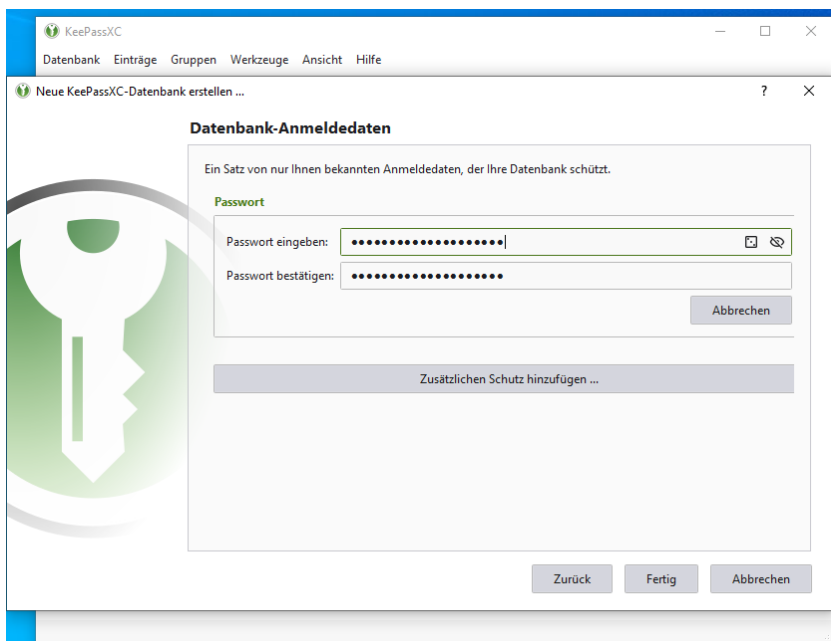 KeePassXC
Datenbank Einträge Gruppen Werkzeuge Ansicht Hilfe
Neue KeePassXC-Datenbank erstellen ...
Datenbank-Anmeldedaten
Ein Satz von nur Ihnen bekannten Anmeldedaten, der Ihre Datenbank schützt.
Passwort
Passwort eingeben: ••••••••••••••••••••
Passwort bestätigen: ••••••••••••••••••••
Abbrechen
Zusätzlichen Schutz hinzufügen ...
Zurück Fertig Abbrechen